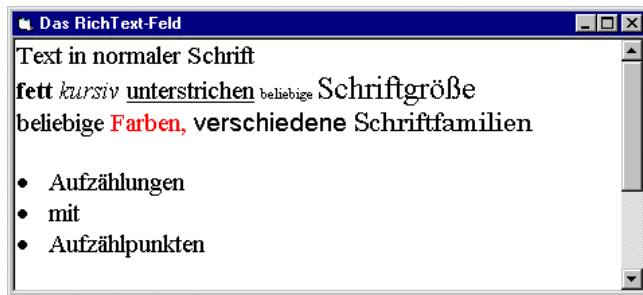 Das RichText-Feld
Text in normaler Schrift
fett kursiv unterstrichen beliebige Schriftgröße
beliebige Farben, verschiedene Schriftfamilien
• Aufzählungen
• mit
• Aufzählpunkten